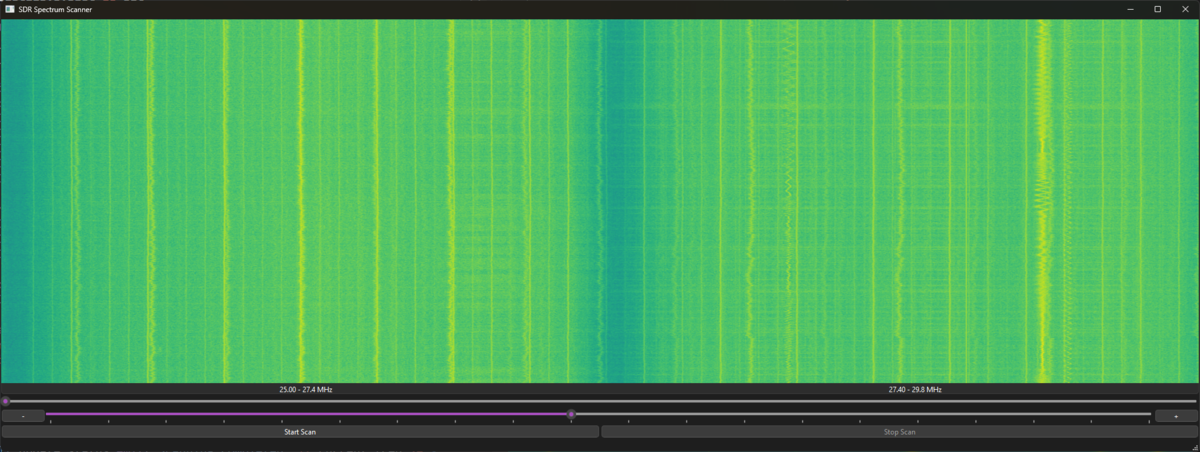 SDR Spectrum Scanner
25.00 - 27.4 MHz
27.40 - 29.8 MHz
-
+
Start Scan
Stop Scan